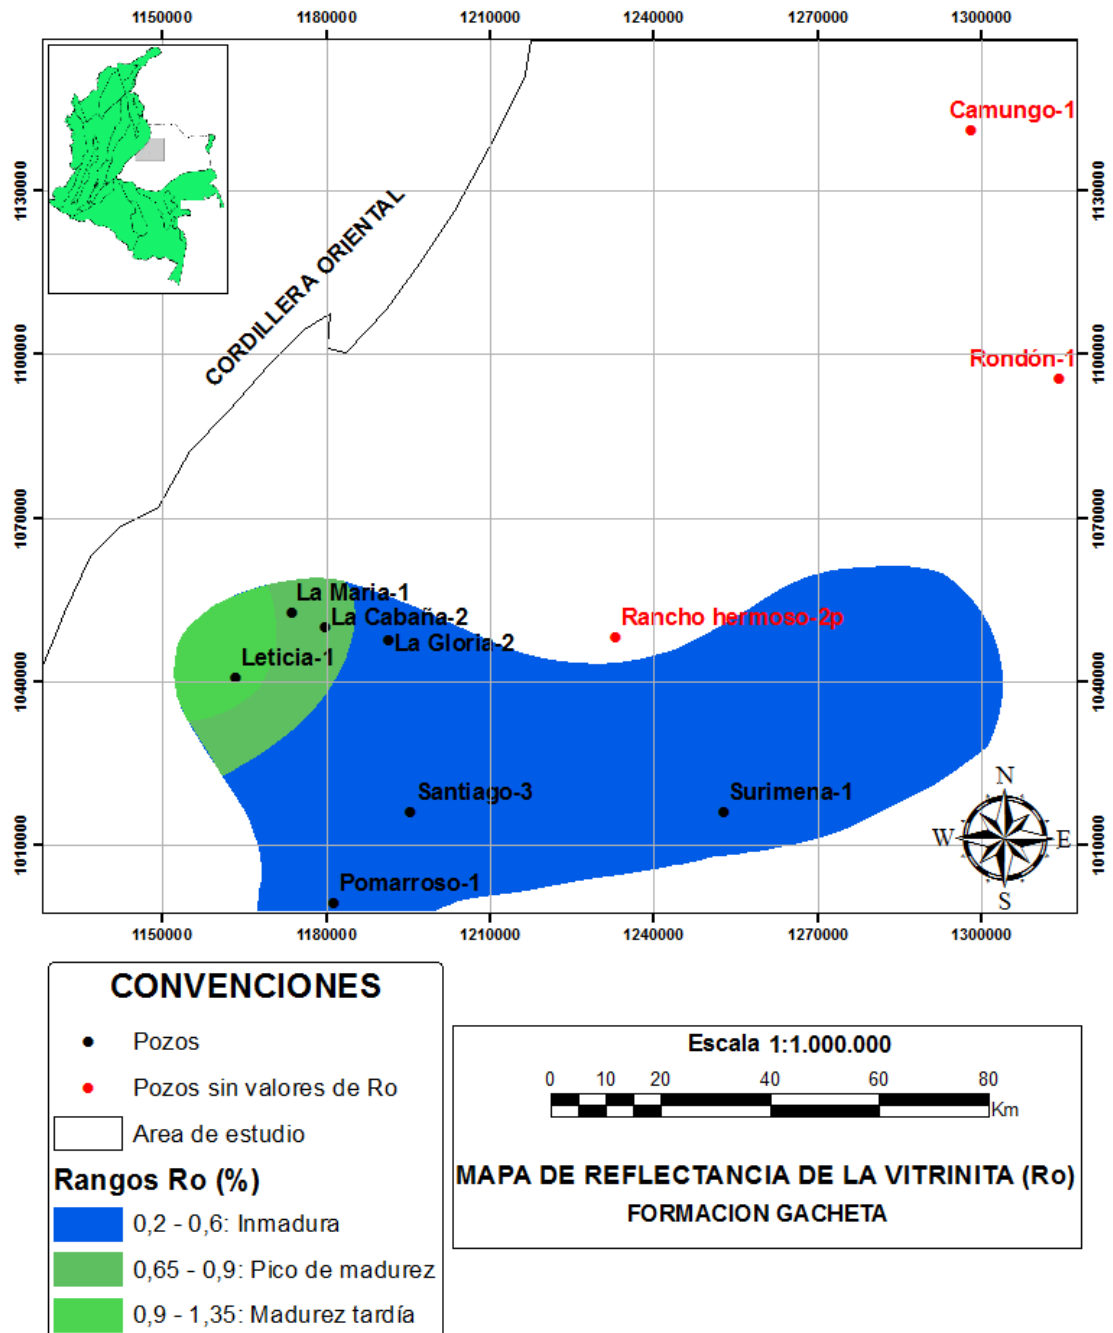 1150000 1180000 1210000 1240000 1270000 1300000
Camungo-1
1130000 1130000
CORDILLERA ORIENTAL
Rondón-1
1100000 1100000
1070000 1070000
La Maria-1
La Cabaña-2
Rancho hermoso-2p
La Gloria-2
Leticia-1
1040000 1040000
Santiago-3
Surimena-1
N
W E
S
1010000 1010000
Pomarroso-1
1150000 1180000 1210000 1240000 1270000 1300000
CONVENCIONES
Pozos
Pozos sin valores de Ro
Area de estudio
Rangos Ro (%)
0,2 - 0,6: Inmadura
0,65 - 0,9: Pico de madurez
0,9 - 1,35: Madurez tardía
Escala 1:1.000.000
0 10 20 40 60 80
Km
MAPA DE REFLECTANCIA DE LA VITRINITA (Ro)
FORMACION GACHETA